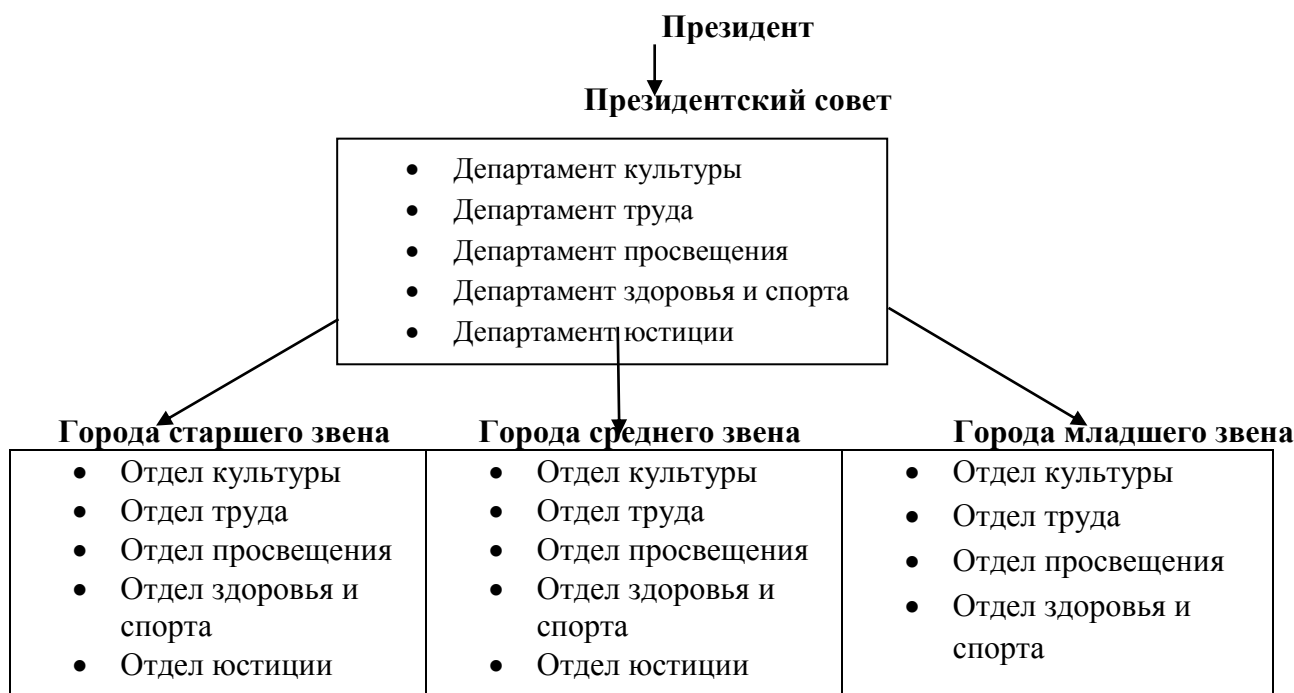 Президент
Президентский совет
• Департамент культуры
• Департамент труда
• Департамент просвещения
• Департамент здоровья и спорта
• Департамент юстиции
Города старшего звена
• Отдел культуры
• Отдел труда
• Отдел просвещения
• Отдел здоровья и
спорта
• Отдел юстиции
Города среднего звена
• Отдел культуры
• Отдел труда
• Отдел просвещения
• Отдел здоровья и
спорта
• Отдел юстиции
Города младшего звена
• Отдел культуры
• Отдел труда
• Отдел просвещения
• Отдел здоровья и
спорта